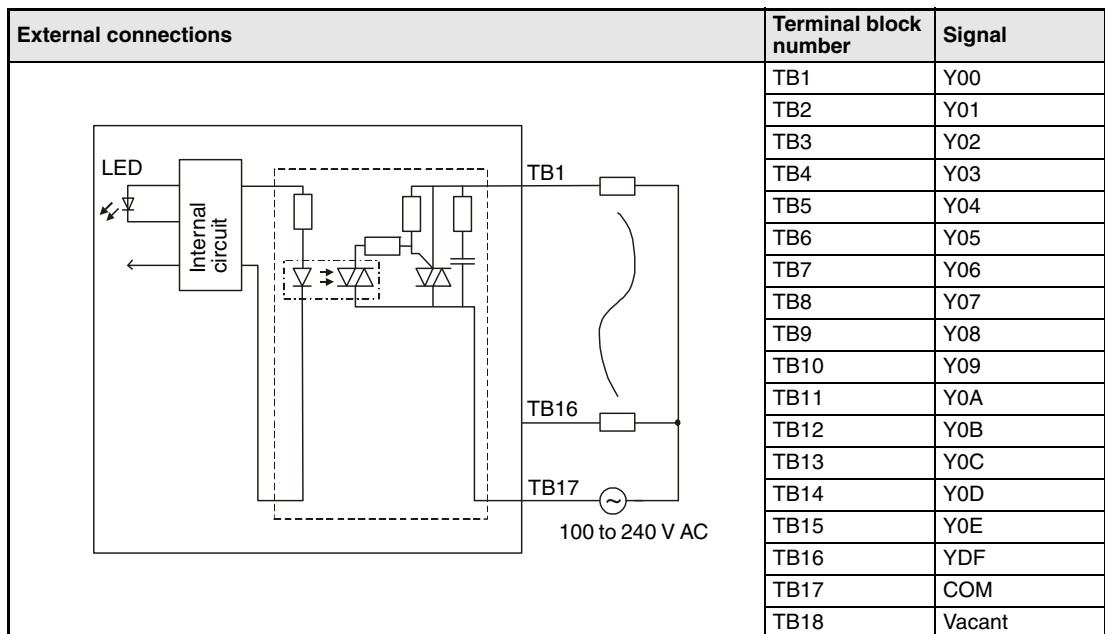 External connections
Terminal block number
Signal
TB1 Y00
TB2 Y01
TB3 Y02
TB4 Y03
TB5 Y04
TB6 Y05
TB7 Y06
TB8 Y07
TB9 Y08
TB10 Y09
TB11 Y0A
TB12 Y0B
TB13 Y0C
TB14 Y0D
TB15 Y0E
TB16 YDF
TB17 COM
TB18 Vacant
LED
Internal circuit
TB1
TB16
TB17
100 to 240 V AC